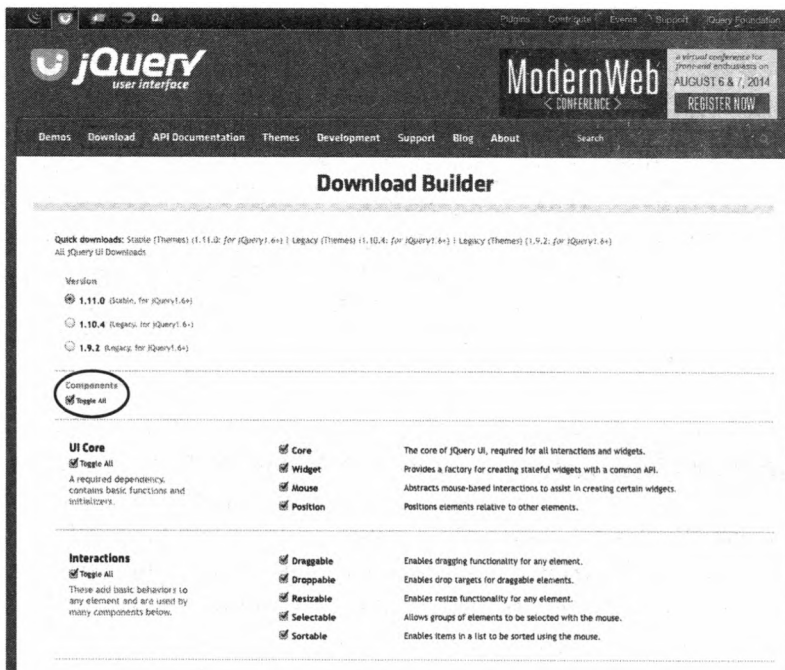 Plugins Contribute Events Support jQuery Foundation
jQuery
user interface
ModernWeb
< CONFERENCE >
a virtual conference for
front-end enthusiasts on
AUGUST 6 & 7, 2014
REGISTER NOW
Demos Download API Documentation Themes Development Support Blog About Search
Download Builder
Quick downloads: Stable (Themes) (1.11.0: for jQuery1.6+) | Legacy (Themes) (1.10.4: for jQuery1.6+) | Legacy (Themes) (1.9.2: for jQuery1.6+)
All jQuery UI Downloads
Version
1.11.0 (Stable, for jQuery1.6+)
1.10.4 (Legacy, for jQuery1.6+)
1.9.2 (Legacy, for jQuery1.6+)
Components
Toggle All
UI Core
Toggle All
A required dependency,
contains basic functions and
initializers.
Core The core of jQuery UI, required for all interactions and widgets.
Widget Provides a factory for creating stateful widgets with a common API.
Mouse Abstracts mouse-based interactions to assist in creating certain widgets.
Position Positions elements relative to other elements.
Interactions
Toggle All
These add basic behaviors to
any element and are used by
many components below.
Draggable Enables dragging functionality for any element.
Droppable Enables drop targets for draggable elements.
Resizable Enables resize functionality for any element.
Selectable Allows groups of elements to be selected with the mouse.
Sortable Enables items in a list to be sorted using the mouse.